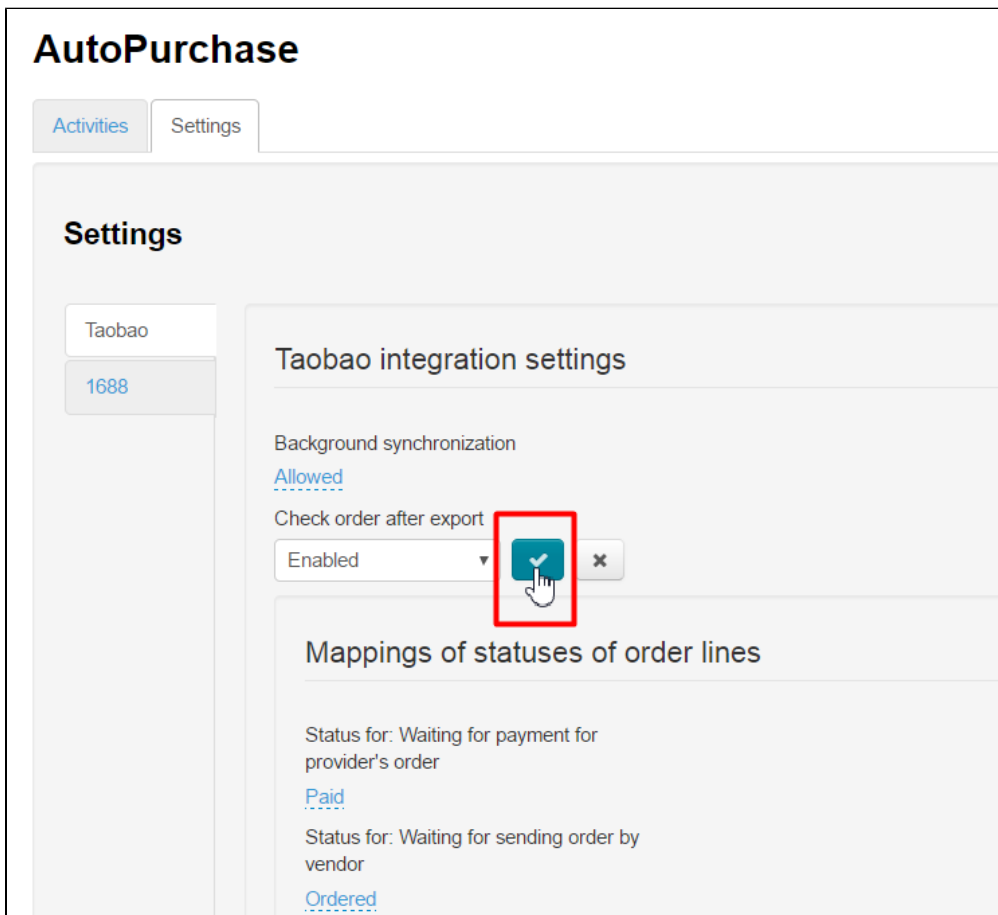 AutoPurchase
Activities
Settings
Settings
Taobao
1688
Taobao integration settings
Background synchronization
Allowed
Check order after export
Enabled
Mappings of statuses of order lines
Status for: Waiting for payment for
provider's order
Paid
Status for: Waiting for sending order by
vendor
Ordered